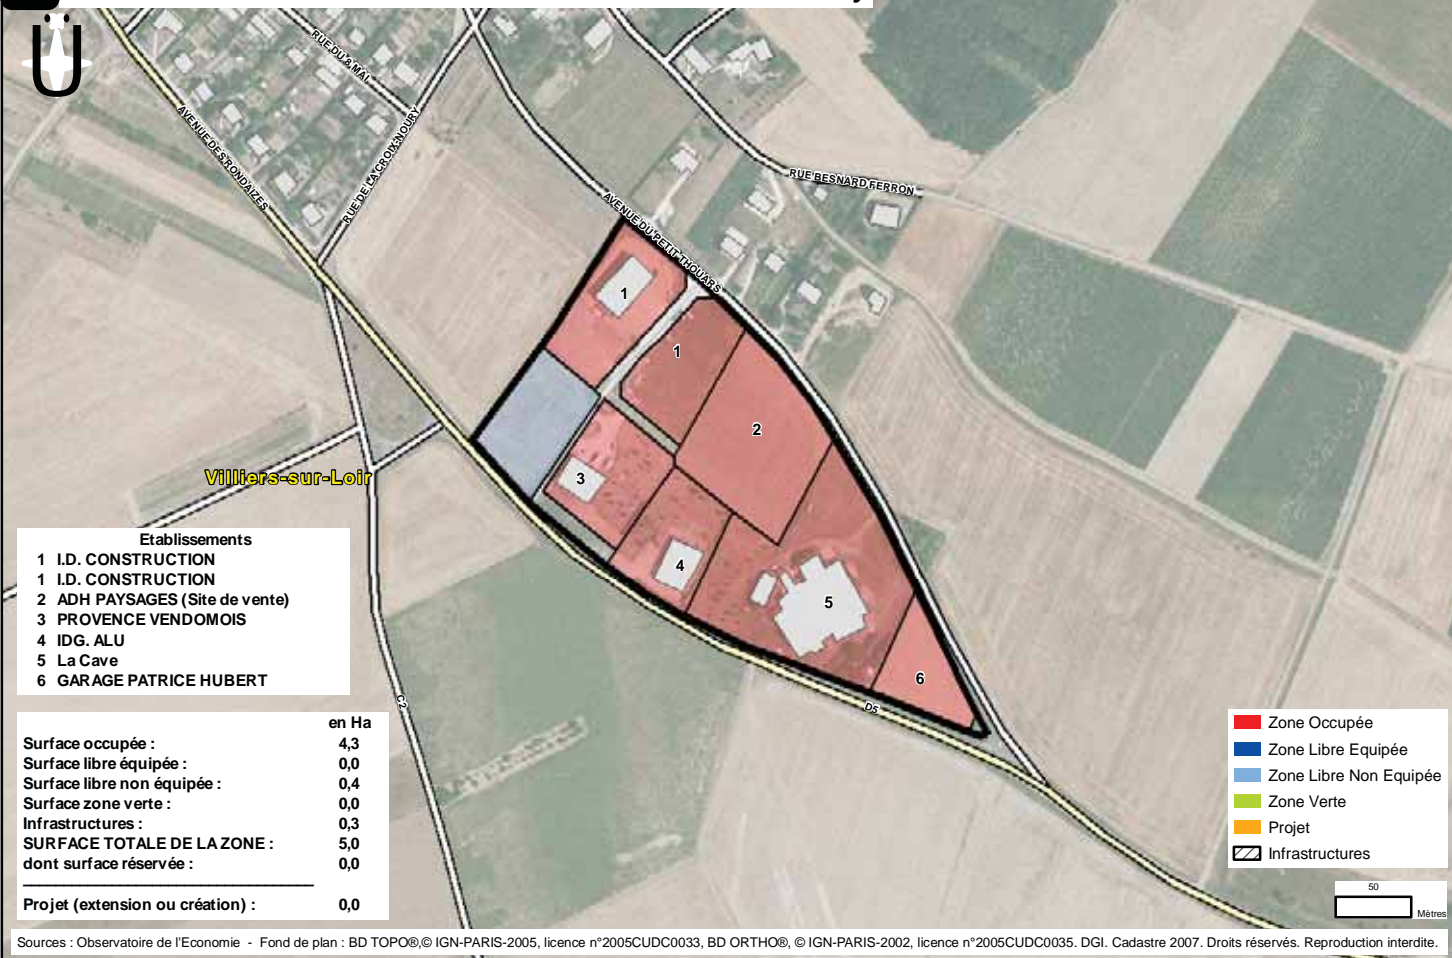 RUE DU 8 MAI
AVENUE DES RONDAIZES
RUE DE LA CROIX NOURY
RUE BESNARD FERRON
AVENUE DU PETIT THOUARS
1
1
2
3
4
5
6
Villiers-sur-Loir
C2
D5
Etablissements
1 I.D. CONSTRUCTION
1 I.D. CONSTRUCTION
2 ADH PAYSAGES (Site de vente)
3 PROVENCE VENDOMOIS
4 IDG. ALU
5 La Cave
6 GARAGE PATRICE HUBERT
en Ha
Surface occupée : 4,3
Surface libre équipée : 0,0
Surface libre non équipée : 0,4
Surface zone verte : 0,0
Infrastructures : 0,3
SURFACE TOTALE DE LA ZONE : 5,0
dont surface réservée : 0,0
Projet (extension ou création) : 0,0
Zone Occupée
Zone Libre Equipée
Zone Libre Non Equipée
Zone Verte
Projet
Infrastructures
50
Mètres
Sources : Observatoire de l'Economie - Fond de plan : BD TOPO®,© IGN-PARIS-2005, licence n°2005CUDC0033, BD ORTHO®, © IGN-PARIS-2002, licence n°2005CUDC0035. DGI. Cadastre 2007. Droits réservés. Reproduction interdite.